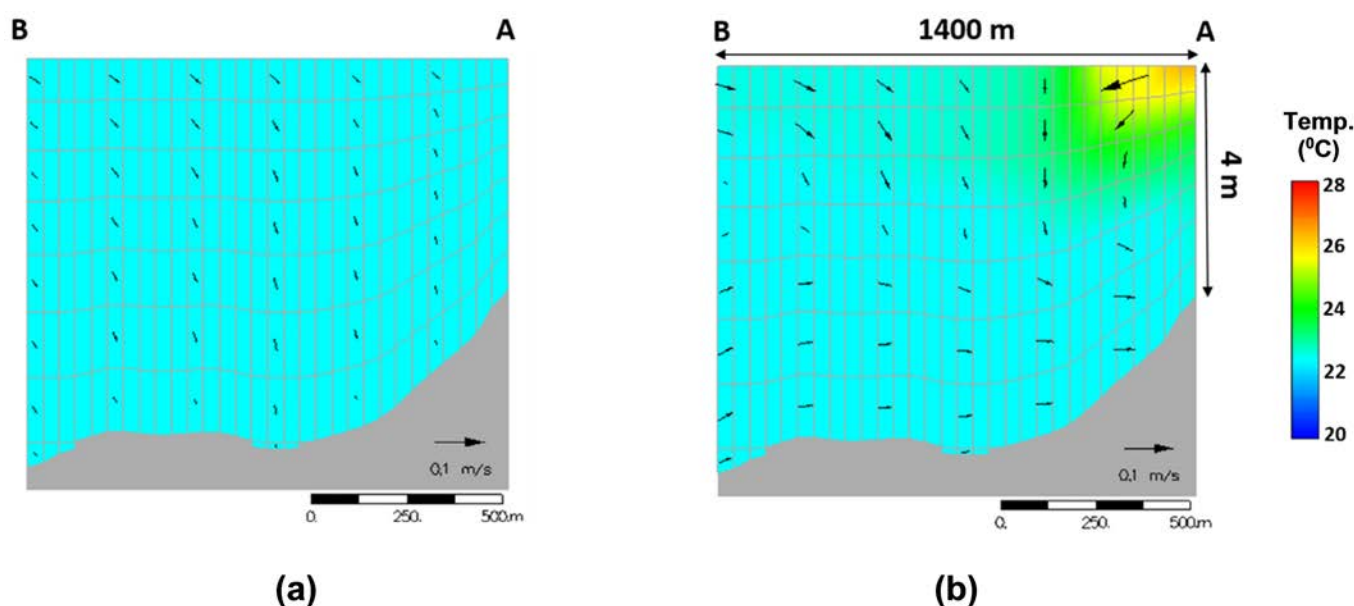 B A
0.1 m/s
0. 250. 500.m
(a)
B 1400 m A
4 m
0.1 m/s
0. 250. 500.m
(b)
Temp.
(⁰C)
28
26
24
22
20